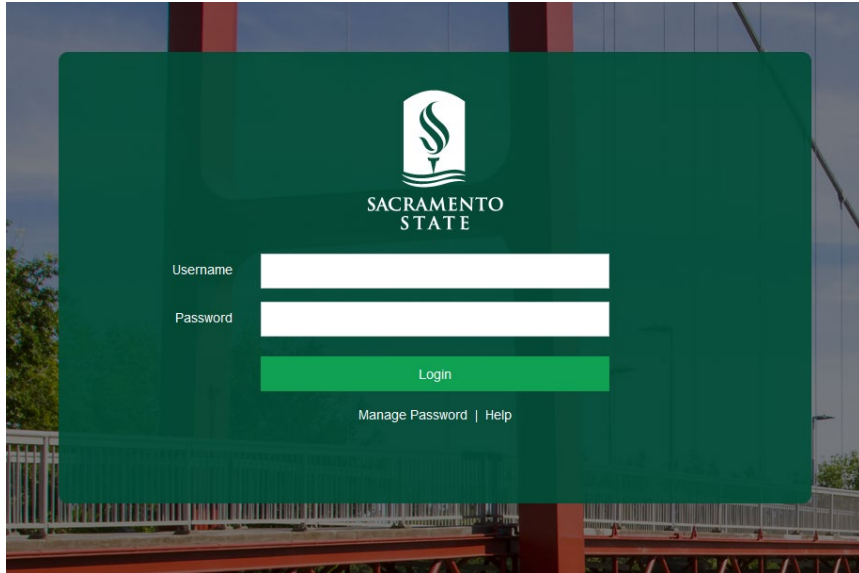 SACRAMENTO
STATE
Username
Password
Login
Manage Password | Help